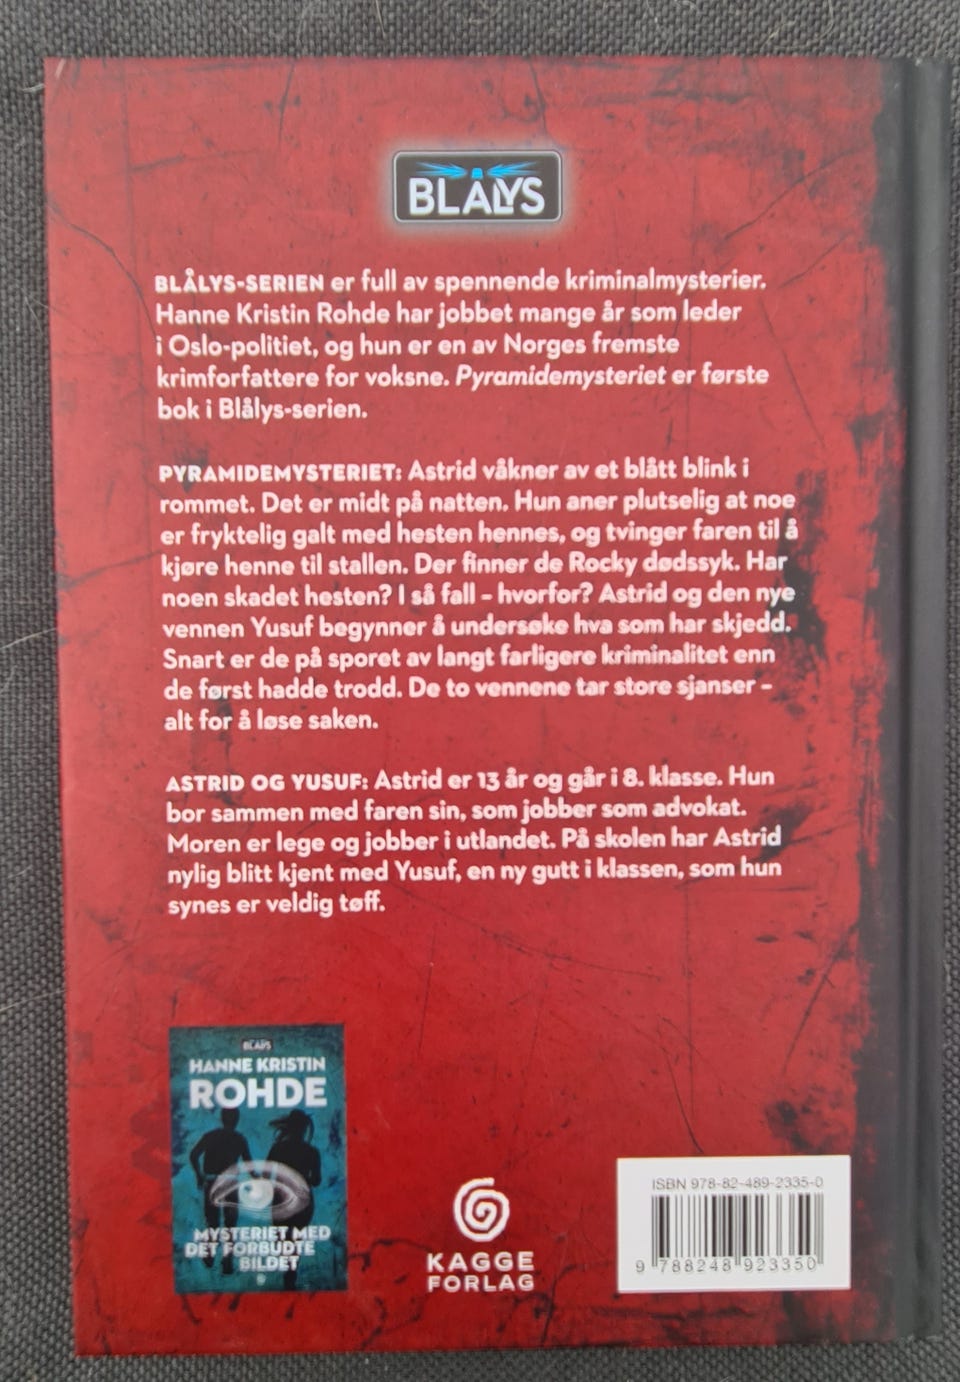 BLÅLYS
BLÅLYS-SERIEN er full av spennende kriminalmysterier.
Hanne Kristin Rohde har jobbet mange år som leder
i Oslo-politiet, og hun er en av Norges fremste
krimforfattere for voksne. Pyramidemysteriet er første
bok i Blålys-serien.
PYRAMIDEMYSTERIET: Astrid våkner av et blått blink i
rommet. Det er midt på natten. Hun aner plutselig at noe
er fryktelig galt med hesten hennes, og tvinger faren til å
kjøre henne til stallen. Der finner de Rocky dødssyk. Har
noen skadet hesten? I så fall – hvorfor? Astrid og den nye
vennen Yusuf begynner å undersøke hva som har skjedd.
Snart er de på sporet av langt farligere kriminalitet enn
de først hadde trodd. De to vennene tar store sjanser –
alt for å løse saken.
ASTRID OG YUSUF: Astrid er 13 år og går i 8. klasse. Hun
bor sammen med faren sin, som jobber som advokat.
Moren er lege og jobber i utlandet. På skolen har Astrid
nylig blitt kjent med Yusuf, en ny gutt i klassen, som hun
synes er veldig tøff.
BLÅLYS
HANNE KRISTIN
ROHDE
MYSTERIET MED
DET FORBUDTE
BILDET
KAGGE
FORLAG
ISBN 978-82-489-2335-0
9 788248 923350